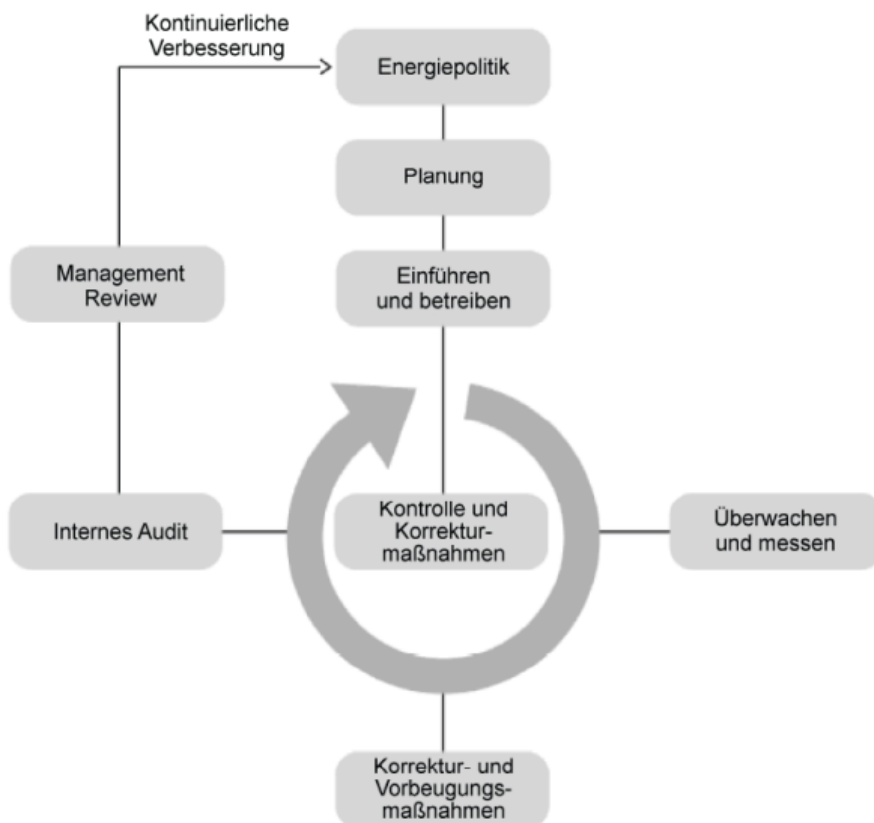 Kontinuierliche
Verbesserung
Energiepolitik
Planung
Management
Review
Einführen
und betreiben
Internes Audit
Kontrolle und
Korrektur-
maßnahmen
Überwachen
und messen
Korrektur- und
Vorbeugungs-
maßnahmen